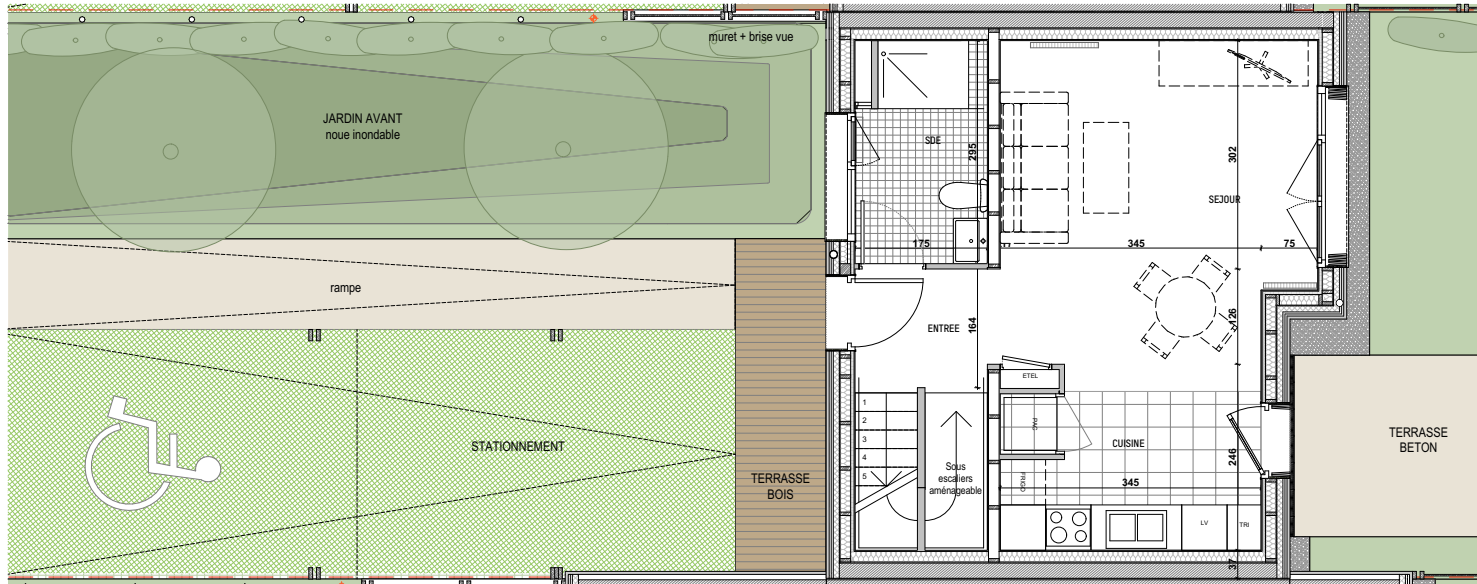 muret + brise vue
JARDIN AVANT
noue inondable
SDE
295
302
SEJOUR
175
345
75
rampe
ENTREE
164
126
ETEL
1
2
3
4
5
PAC
CUISINE
246
STATIONNEMENT
TERRASSE
BETON
TERRASSE
BOIS
Sous
escaliers
aménageable
FRIGO
345
LV
TRI
37